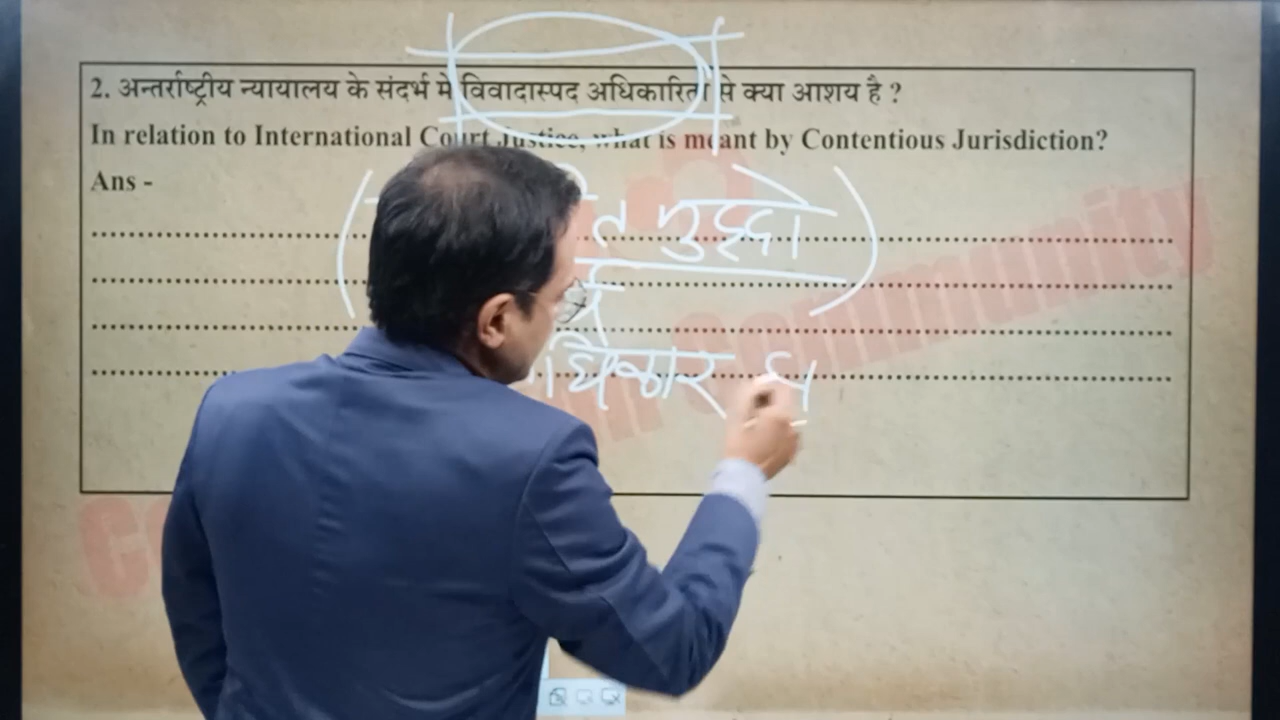 2. अन्तर्राष्ट्रीय न्यायालय के संदर्भ मे विवादास्पद अधिकारिता से क्या आशय है ?
In relation to International Court Justice, what is meant by Contentious Jurisdiction?
Ans -
मुद्दो
Community